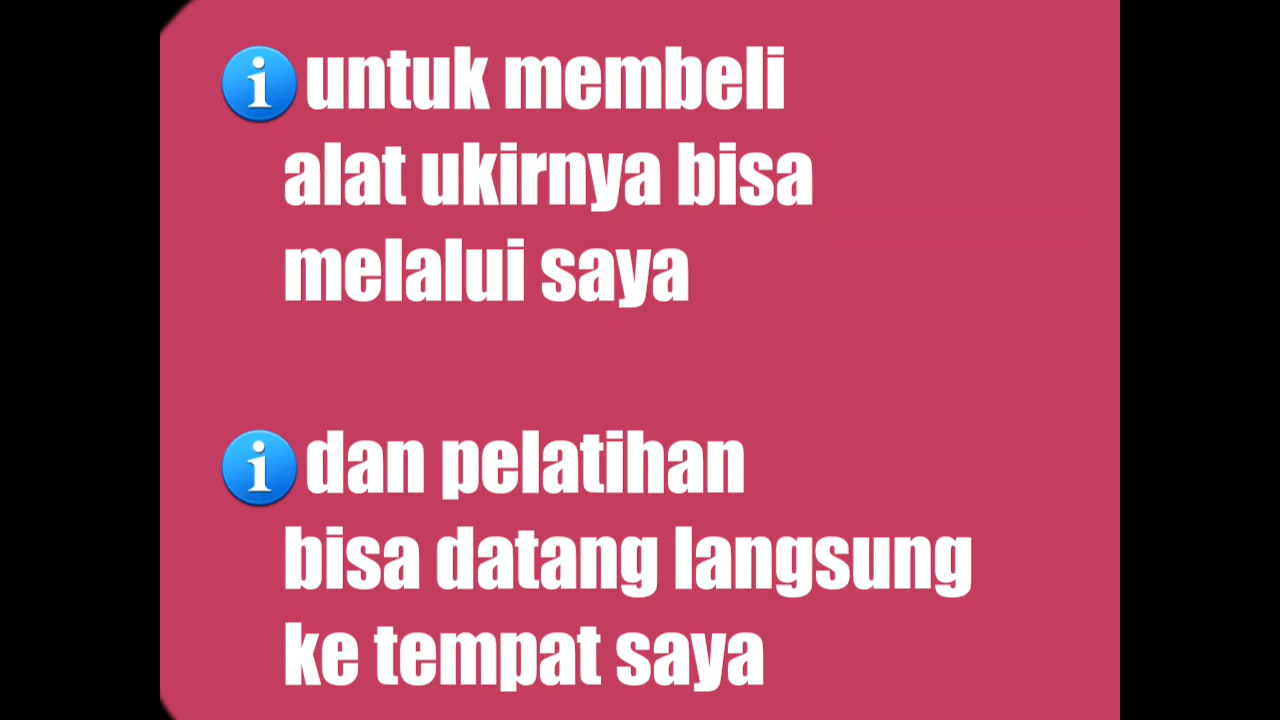 untuk membeli
alat ukirnya bisa
melalui saya
dan pelatihan
bisa datang langsung
ke tempat saya